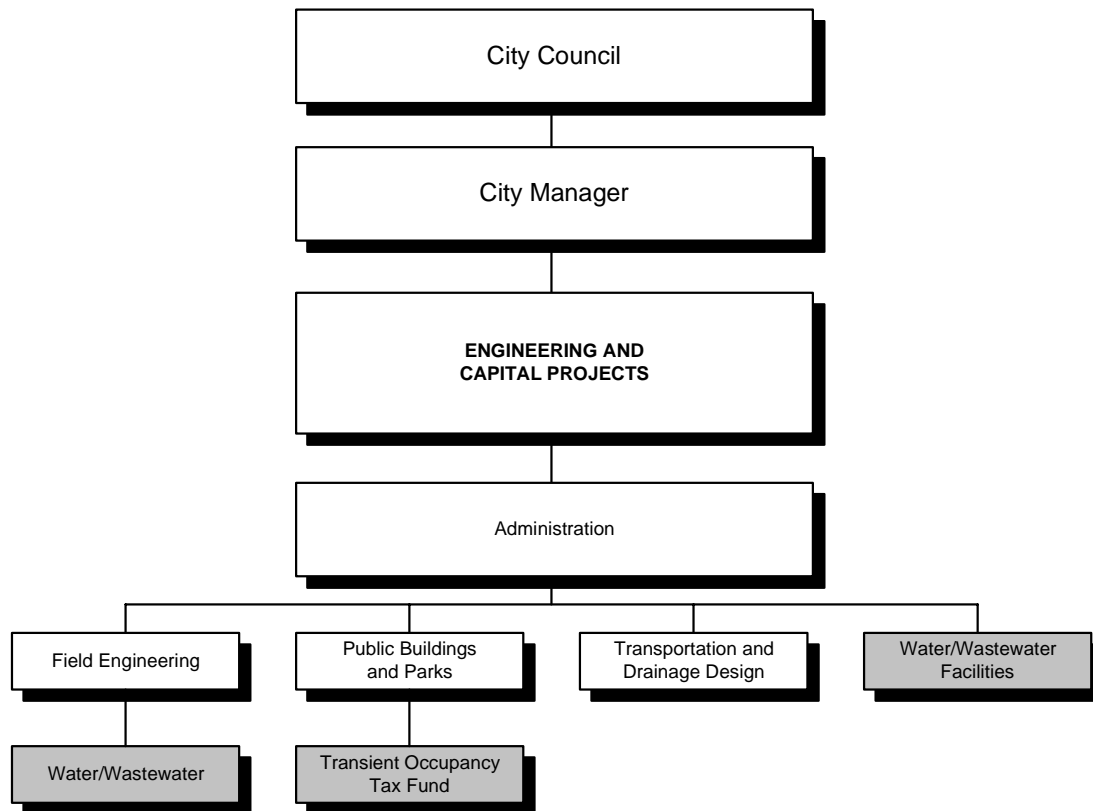 City Council
City Manager
ENGINEERING AND
CAPITAL PROJECTS
Administration
Field Engineering
Public Buildings
and Parks
Transportation and
Drainage Design
Water/Wastewater
Facilities
Water/Wastewater
Transient Occupancy
Tax Fund